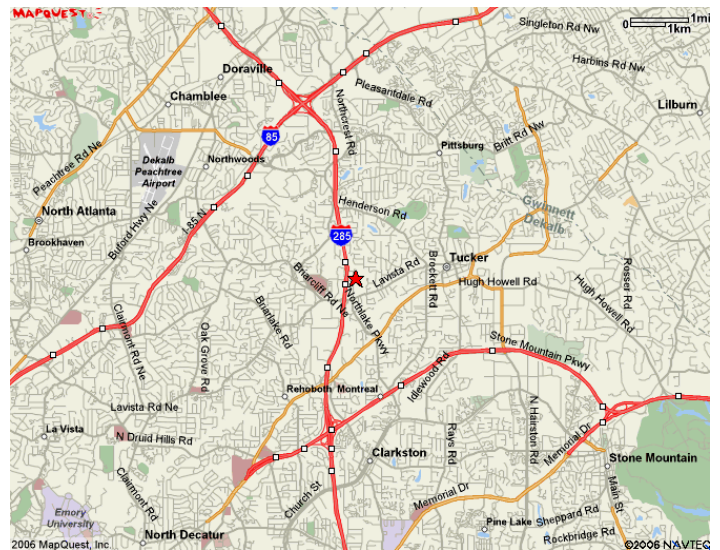 MAPQUEST
1mi
0
1km
Singleton Rd Nw
Harbins Rd Nw
Doraville
Pleasantdale Rd
Chamblee
Lilburn
Northcrest Rd
85
Britt Rd Nw
Pittsburg
Peachtree Rd Ne
Dekalb
Peachtree
Airport
Northwoods
Henderson Rd
North Atlanta
Buford Hwy Ne
I-85 N
Gwinnett
Dekalb
285
Brookhaven
Tucker
Lavista Rd
Brockett Rd
Hugh Howell Rd
Rosser Rd
Briarcliff Rd Ne
Northlake Pkwy
Hugh Howell Rd
Clairmont Rd Ne
Briarlake Rd
Oak Grove Rd
Stone Mountain Pkwy
Idlewood Rd
Rehoboth
Montreal
Lavista Rd Ne
La Vista
N Druid Hills Rd
Rays Rd
N Hairston Rd
Memorial Dr
Clarkston
Stone Mountain
Clairmont Rd
Church St
Main St
Memorial Dr
Emory
University
Pine Lake
Sheppard Rd
North Decatur
Rockbridge Rd
2006 MapQuest, Inc.
©2006 NAVTEQ